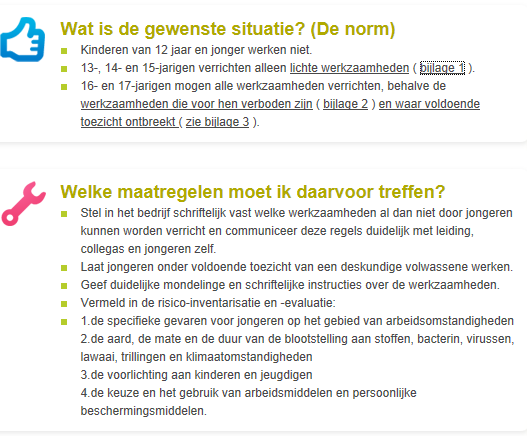 Wat is de gewenste situatie? (De norm)
Kinderen van 12 jaar en jonger werken niet.
13-, 14- en 15-jarigen verrichten alleen lichte werkzaamheden ( bijlage 1 ).
16- en 17-jarigen mogen alle werkzaamheden verrichten, behalve de
werkzaamheden die voor hen verboden zijn ( bijlage 2 ) en waar voldoende
toezicht ontbreekt ( zie bijlage 3 ).
Welke maatregelen moet ik daarvoor treffen?
Stel in het bedrijf schriftelijk vast welke werkzaamheden al dan niet door jongeren
kunnen worden verricht en communiceer deze regels duidelijk met leiding,
collegas en jongeren zelf.
Laat jongeren onder voldoende toezicht van een deskundige volwassene werken.
Geef duidelijke mondelinge en schriftelijke instructies over de werkzaamheden.
Vermeld in de risico-inventarisatie en -evaluatie:
1.de specifieke gevaren voor jongeren op het gebied van arbeidsomstandigheden
2.de aard, de mate en de duur van de blootstelling aan stoffen, bacterin, virussen,
lawaai, trillingen en klimaatomstandigheden
3.de voorlichting aan kinderen en jeugdigen
4.de keuze en het gebruik van arbeidsmiddelen en persoonlijke
beschermingsmiddelen.